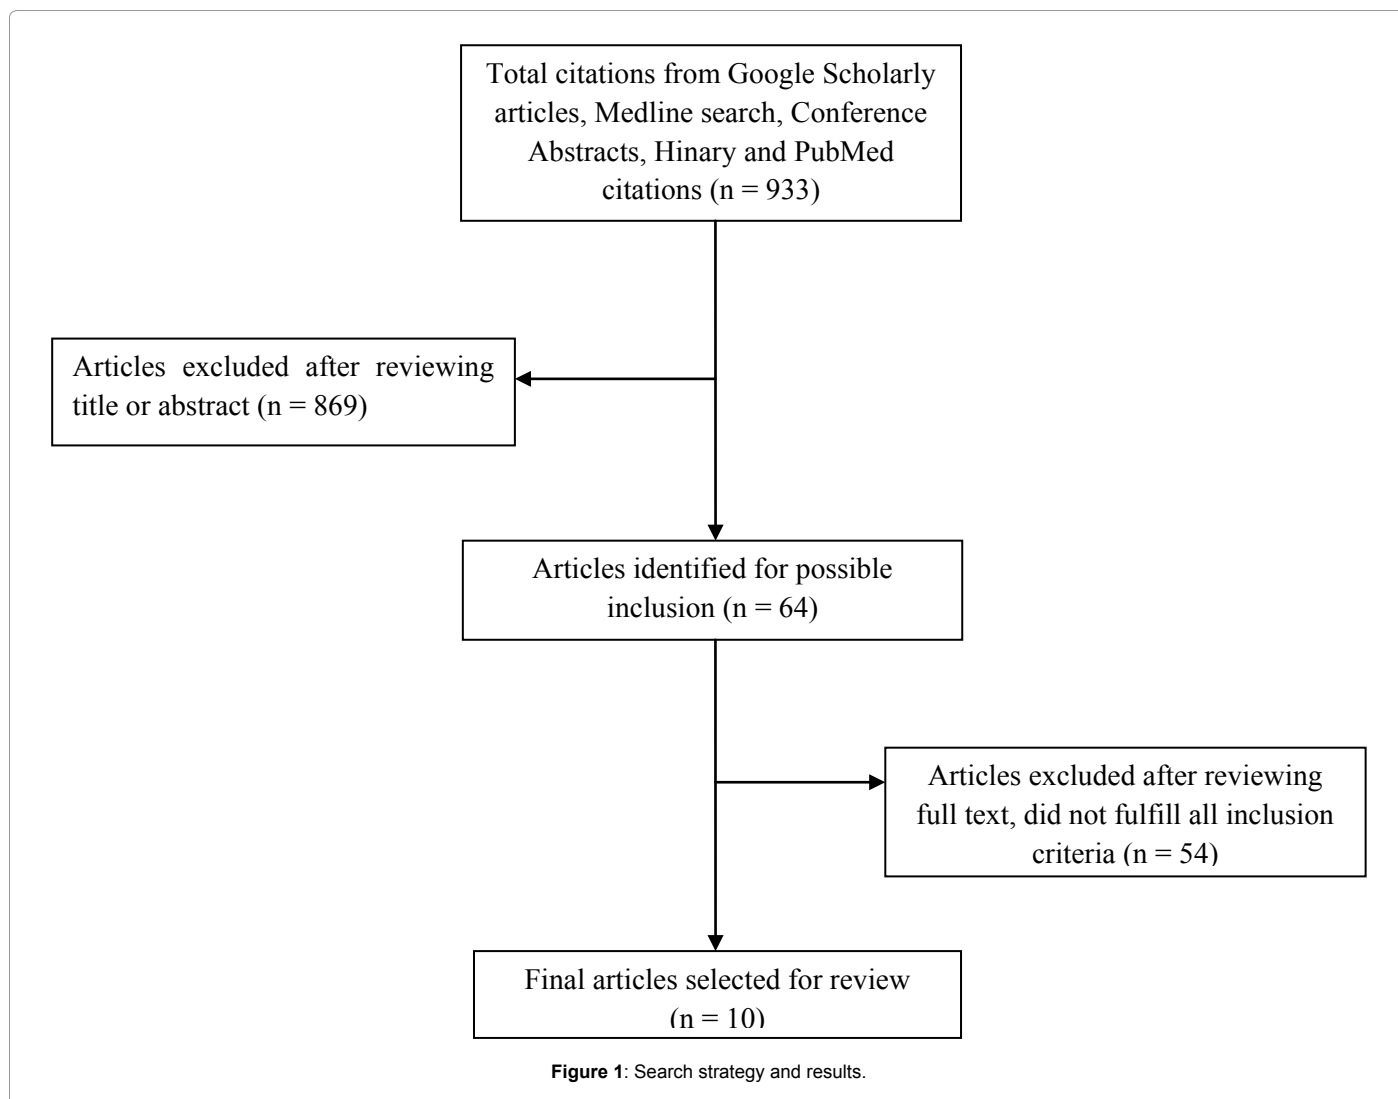 Total citations from Google Scholarly
articles, Medline search, Conference
Abstracts, Hinary and PubMed
citations (n = 933)
Articles excluded after reviewing
title or abstract (n = 869)
Articles identified for possible
inclusion (n = 64)
Articles excluded after reviewing
full text, did not fulfill all inclusion
criteria (n = 54)
Final articles selected for review
(n = 10)
Figure 1: Search strategy and results.